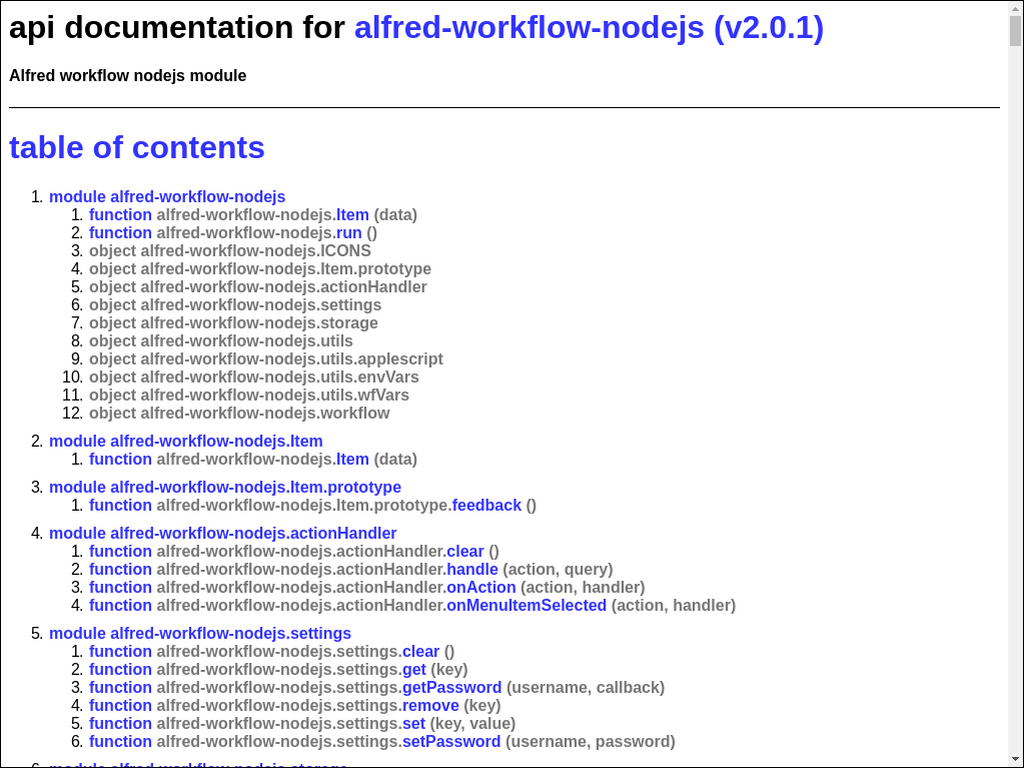 api documentation for alfred-workflow-nodejs (v2.0.1)
Alfred workflow nodejs module
table of contents
1. module alfred-workflow-nodejs
1. function alfred-workflow-nodejs.Item (data)
2. function alfred-workflow-nodejs.run ()
3. object alfred-workflow-nodejs.ICONS
4. object alfred-workflow-nodejs.Item.prototype
5. object alfred-workflow-nodejs.actionHandler
6. object alfred-workflow-nodejs.settings
7. object alfred-workflow-nodejs.storage
8. object alfred-workflow-nodejs.utils
9. object alfred-workflow-nodejs.utils.applescript
10. object alfred-workflow-nodejs.utils.envVars
11. object alfred-workflow-nodejs.utils.wfVars
12. object alfred-workflow-nodejs.workflow
2. module alfred-workflow-nodejs.Item
1. function alfred-workflow-nodejs.Item (data)
3. module alfred-workflow-nodejs.Item.prototype
1. function alfred-workflow-nodejs.Item.prototype.feedback ()
4. module alfred-workflow-nodejs.actionHandler
1. function alfred-workflow-nodejs.actionHandler.clear ()
2. function alfred-workflow-nodejs.actionHandler.handle (action, query)
3. function alfred-workflow-nodejs.actionHandler.onAction (action, handler)
4. function alfred-workflow-nodejs.actionHandler.onMenuItemSelected (action, handler)
5. module alfred-workflow-nodejs.settings
1. function alfred-workflow-nodejs.settings.clear ()
2. function alfred-workflow-nodejs.settings.get (key)
3. function alfred-workflow-nodejs.settings.getPassword (username, callback)
4. function alfred-workflow-nodejs.settings.remove (key)
5. function alfred-workflow-nodejs.settings.set (key, value)
6. function alfred-workflow-nodejs.settings.setPassword (username, password)
6. module alfred-workflow-nodejs.storage